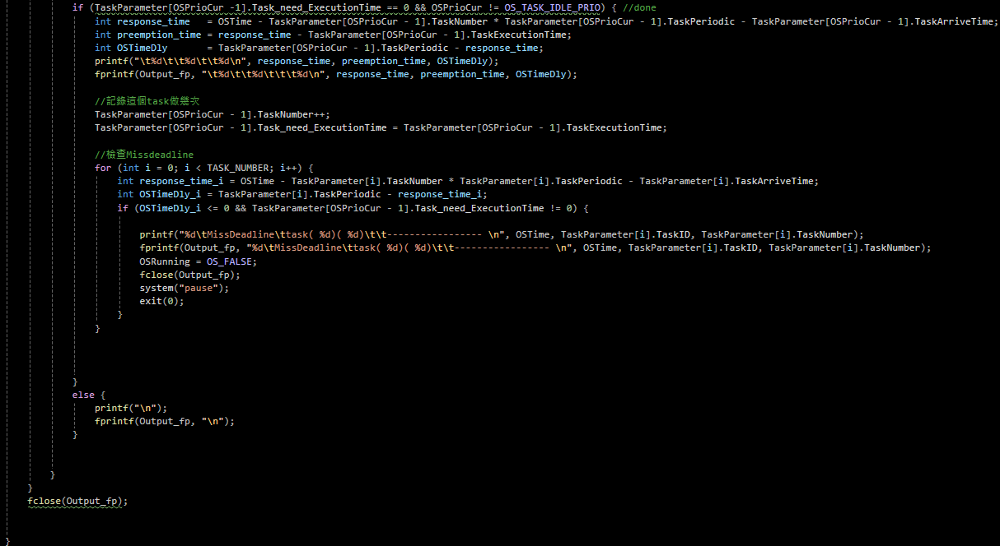 if (TaskParameter[OSPrioCur -1].Task_need_ExecutionTime == 0 && OSPrioCur != OS_TASK_IDLE_PRIO) { //done
int response_time   = OSTime - TaskParameter[OSPrioCur - 1].TaskNumber * TaskParameter[OSPrioCur - 1].TaskPeriodic - TaskParameter[OSPrioCur - 1].TaskArriveTime;
int preemption_time = response_time - TaskParameter[OSPrioCur - 1].TaskExecutionTime;
int OSTimeDly       = TaskParameter[OSPrioCur - 1].TaskPeriodic - response_time;
printf("\t%d\t\t%d\t\t%d\n", response_time, preemption_time, OSTimeDly);
fprintf(Output_fp, "\t%d\t\t%d\t\t\t%d\n", response_time, preemption_time, OSTimeDly);
//記錄這個task做幾次
TaskParameter[OSPrioCur - 1].TaskNumber++;
TaskParameter[OSPrioCur - 1].Task_need_ExecutionTime = TaskParameter[OSPrioCur - 1].TaskExecutionTime;
//檢查Missdeadline
for (int i = 0; i < TASK_NUMBER; i++) {
int response_time_i = OSTime - TaskParameter[i].TaskNumber * TaskParameter[i].TaskPeriodic - TaskParameter[i].TaskArriveTime;
int OSTimeDly_i = TaskParameter[i].TaskPeriodic - response_time_i;
if (OSTimeDly_i <= 0 && TaskParameter[OSPrioCur - 1].Task_need_ExecutionTime != 0) {
printf("%d\tMissDeadline\ttask( %d)( %d)\t\t----------------- \n", OSTime, TaskParameter[i].TaskID, TaskParameter[i].TaskNumber);
fprintf(Output_fp, "%d\tMissDeadline\ttask( %d)( %d)\t\t----------------- \n", OSTime, TaskParameter[i].TaskID, TaskParameter[i].TaskNumber);
OSRunning = OS_FALSE;
fclose(Output_fp);
system("pause");
exit(0);
}
}
}
else {
printf("\n");
fprintf(Output_fp, "\n");
}
}
}
fclose(Output_fp);
}